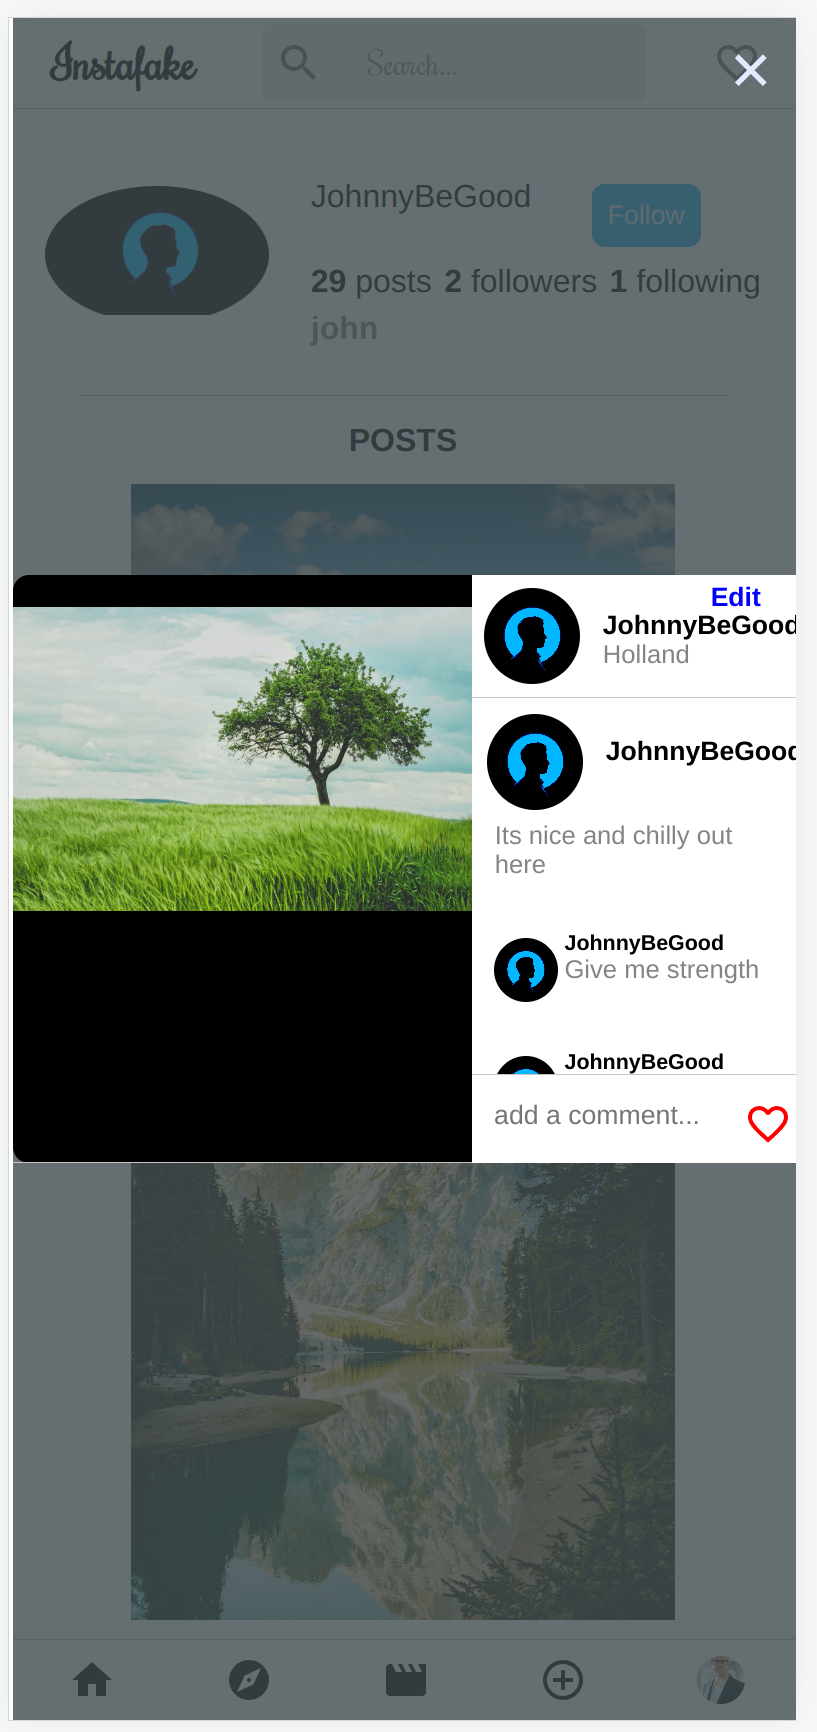 Instafake
Search...
JohnnyBeGood
Follow
29 posts 2 followers 1 following
john
POSTS
Edit
JohnnyBeGood
Holland
JohnnyBeGood
Its nice and chilly out
here
JohnnyBeGood
Give me strength
JohnnyBeGood
add a comment...